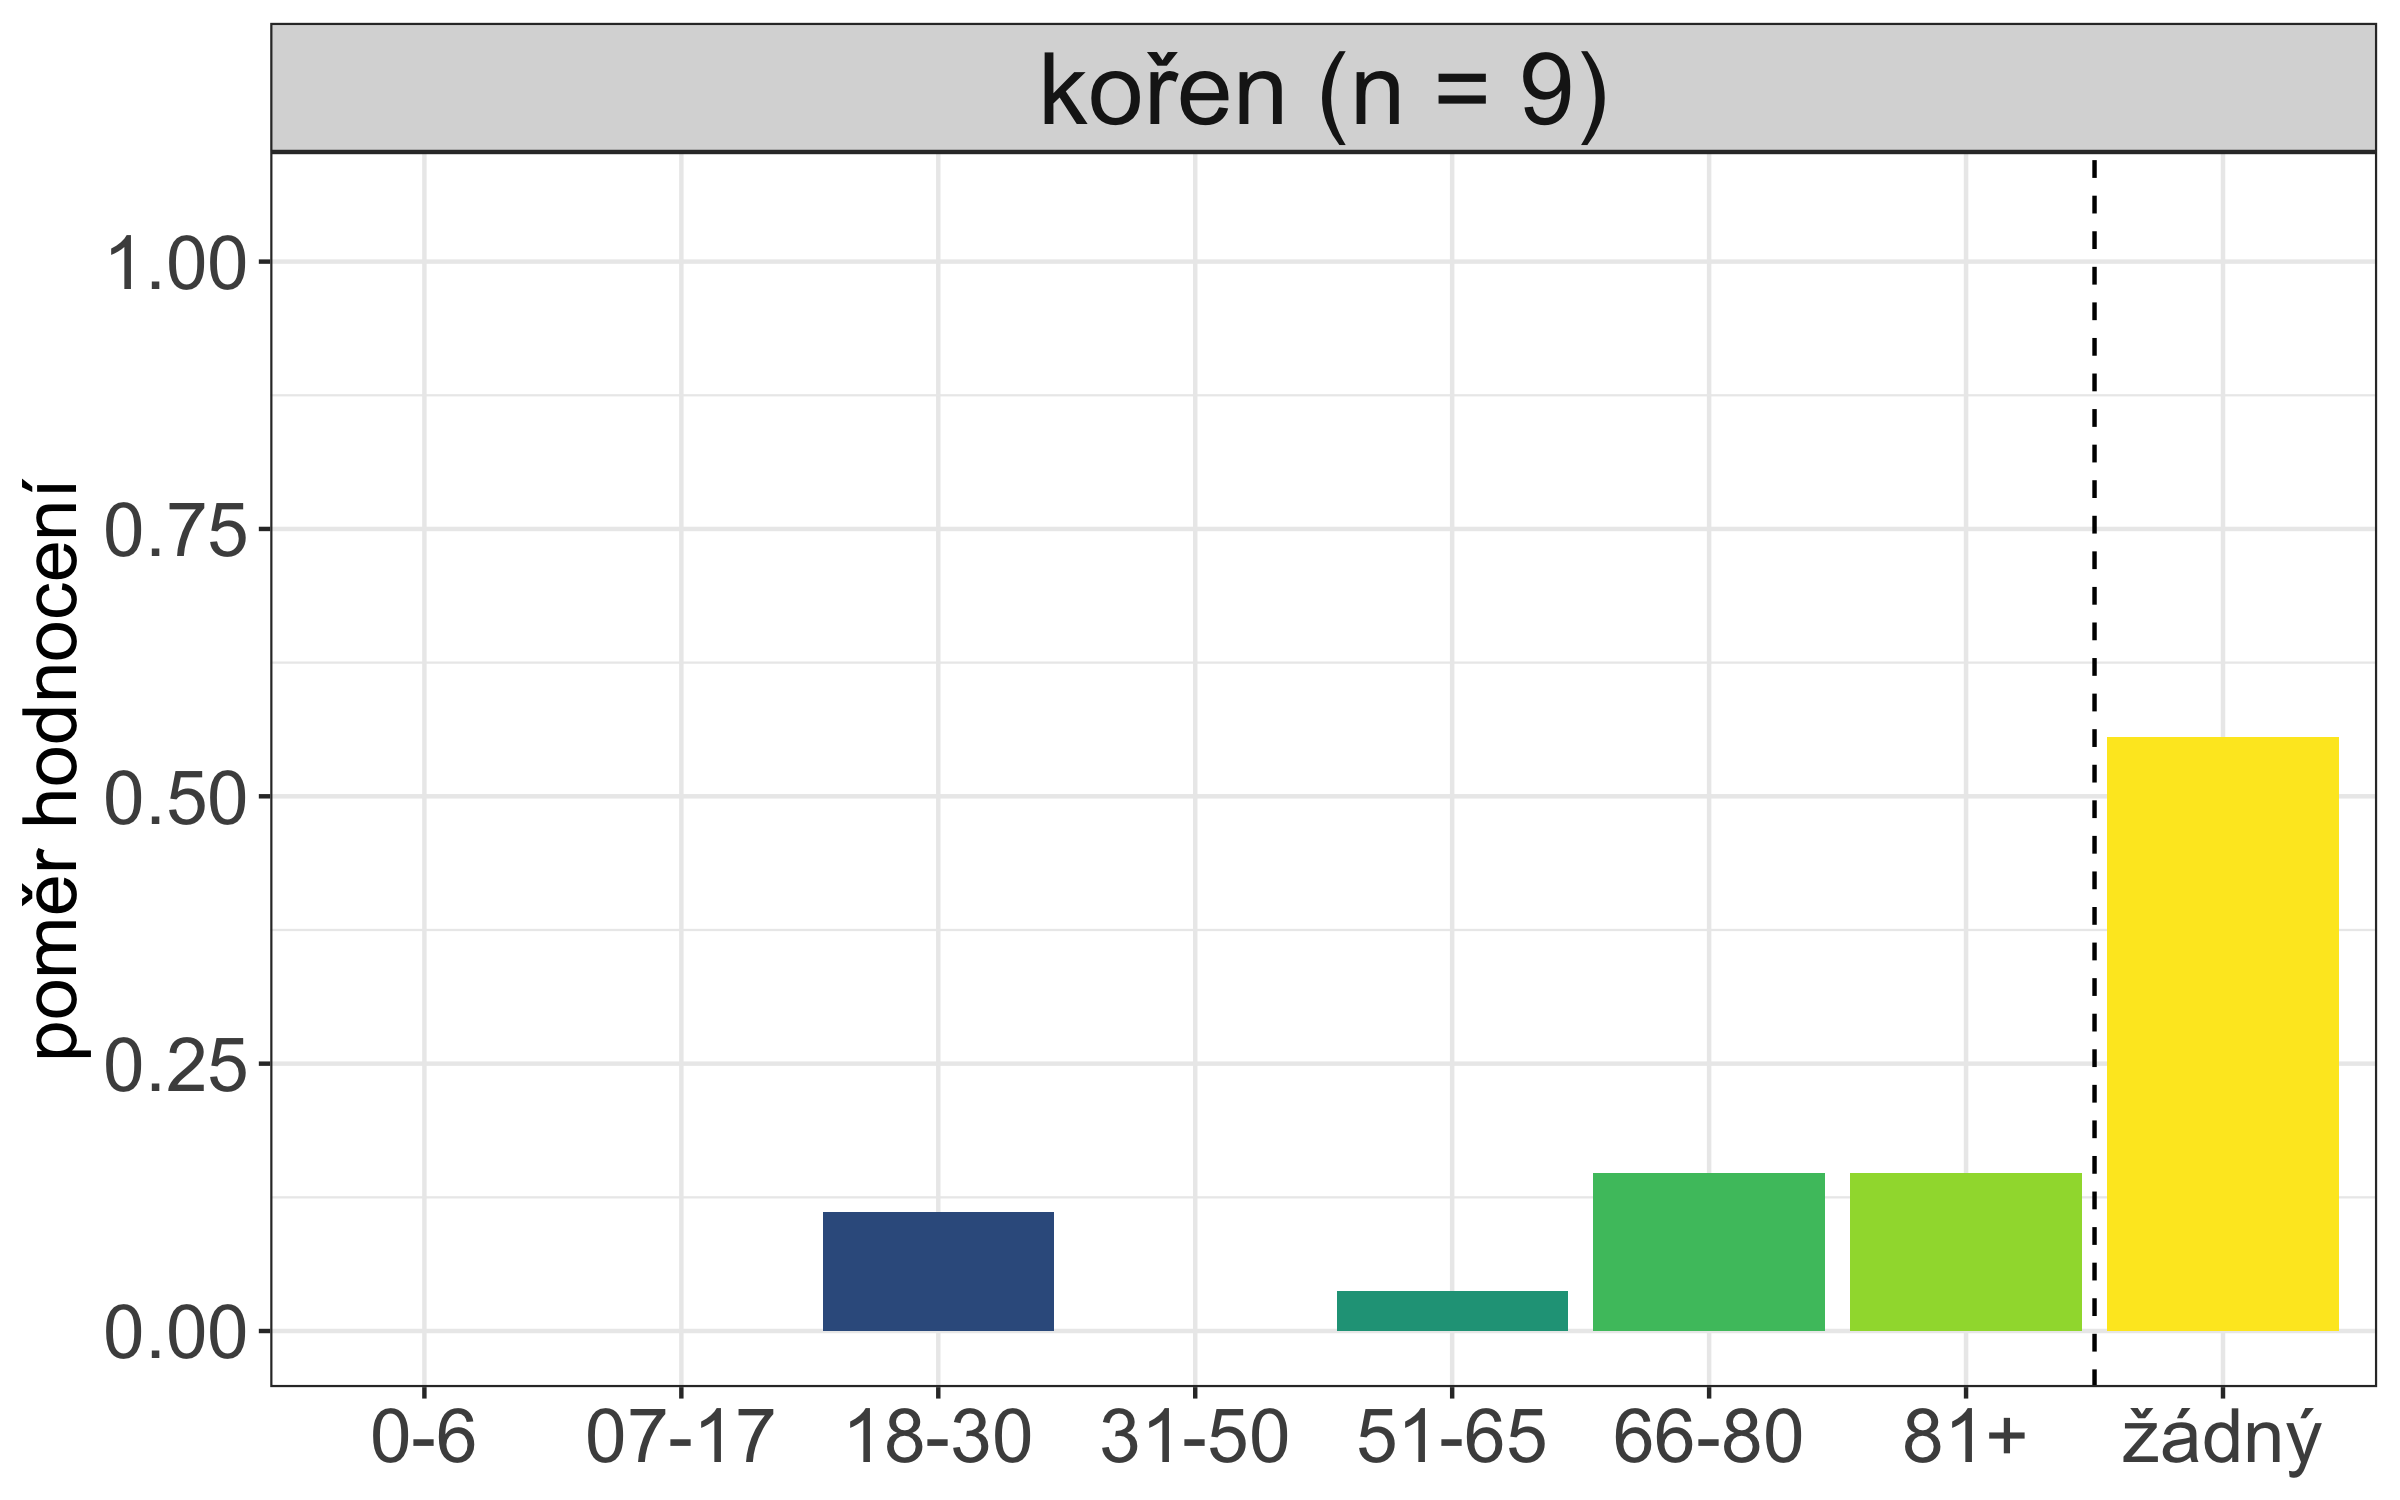 kořen (n = 9)
poměr hodnocení
1.00
0.75
0.50
0.25
0.00
0-6 07-17 18-30 31-50 51-65 66-80 81+ žádný